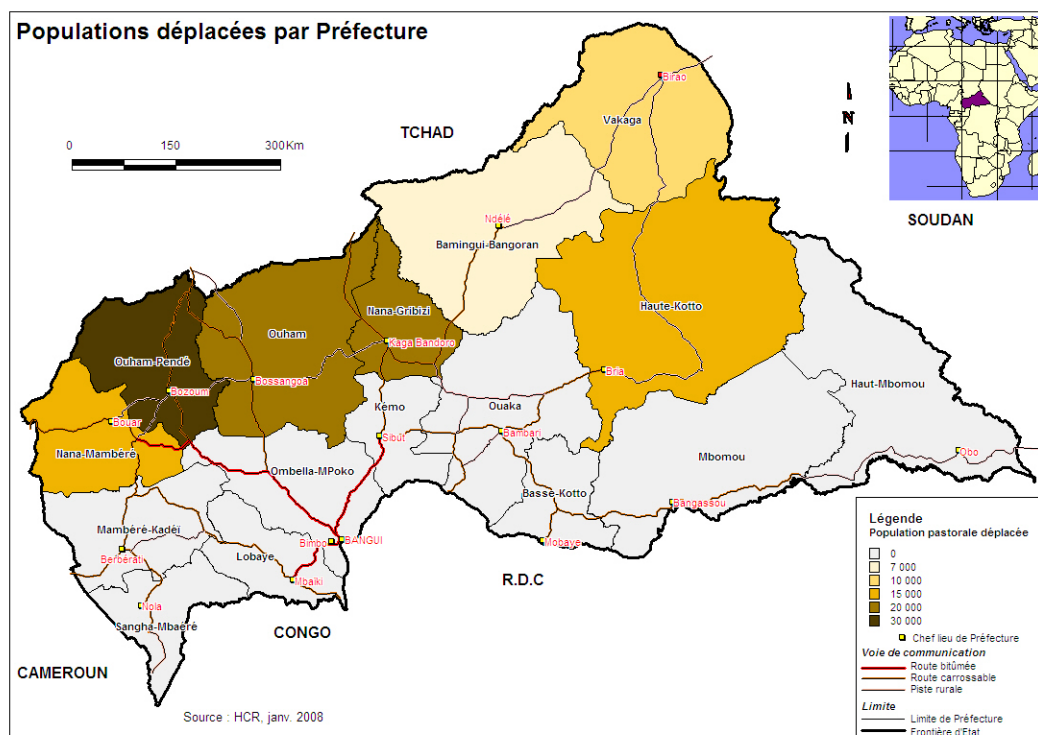 Populations déplacées par Préfecture
0 150 300 Km
TCHAD
N
SOUDAN
Birao
Vakaga
Ndélé
Bamingui-Bangoran
Haute-Kotto
Nana-Gribizi
Ouham
Kaga Bandoro
Ouham-Pendé
Bozoum
Bossangoa
Bria
Haut-Mbomou
Bouar
Kémo
Ouaka
Sibut
Bambari
Nana-Mambéré
Ombella-MPoko
Mbomou
Obo
Basse-Kotto
Bangassou
Mambéré-Kadéï
Bimbo
BANGUI
Mobaye
Berbérati
Lobaye
Mbaïki
R.D.C
Nola
Sangha-Mbaéré
CONGO
CAMEROUN
Source : HCR, janv. 2008
Légende
Population pastorale déplacée
0
7 000
10 000
15 000
20 000
30 000
Chef lieu de Préfecture
Voie de communication
Route bitûmée
Route carrossable
Piste rurale
Limite
Limite de Préfecture
Frontière d'Etat